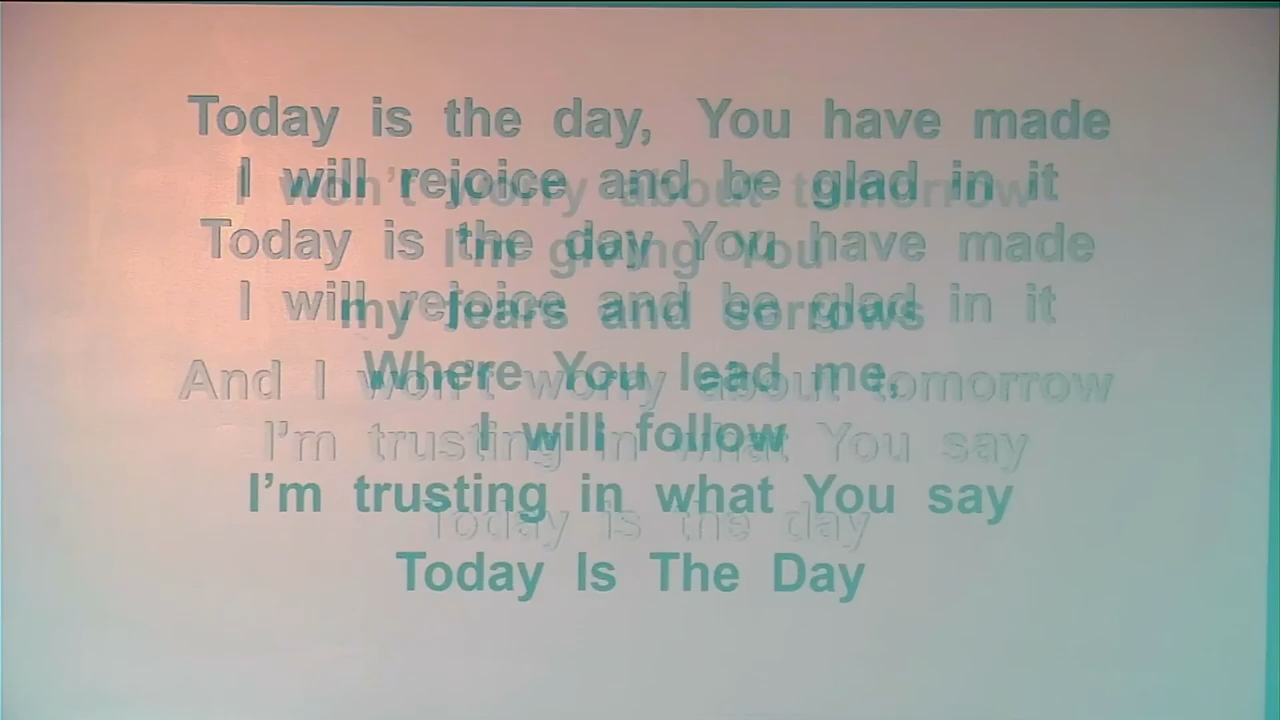 Today is the day, You have made
I will rejoice and be glad in it
I won't worry about tomorrow
Today is the day You have made
I'm giving You
I will rejoice and be glad in it
my fears and sorrows
Where You lead me,
And I won't worry about tomorrow
I will follow
I'm trusting in what You say
I'm trusting in what You say
Today is the day
Today Is The Day